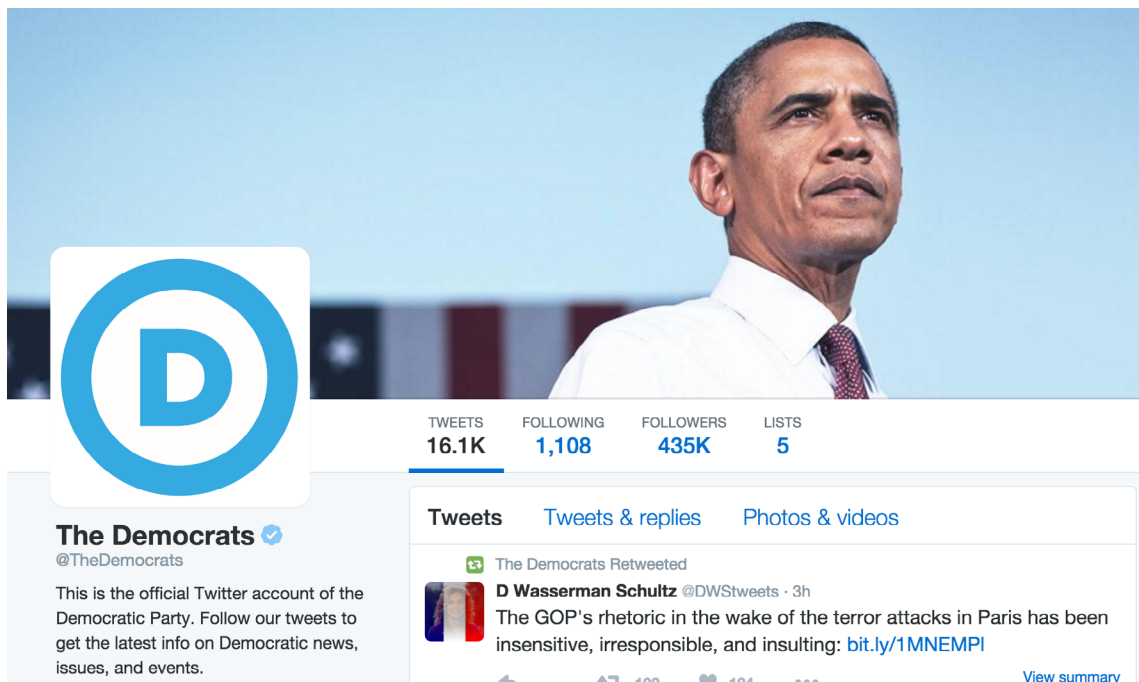 D
TWEETS FOLLOWING FOLLOWERS LISTS
16.1K 1,108 435K 5
The Democrats
@TheDemocrats
This is the official Twitter account of the
Democratic Party. Follow our tweets to
get the latest info on Democratic news,
issues, and events.
Tweets Tweets & replies Photos & videos
The Democrats Retweeted
D Wasserman Schultz @DWStweets · 3h
The GOP's rhetoric in the wake of the terror attacks in Paris has been
insensitive, irresponsible, and insulting: bit.ly/1MNEMPl
View summary